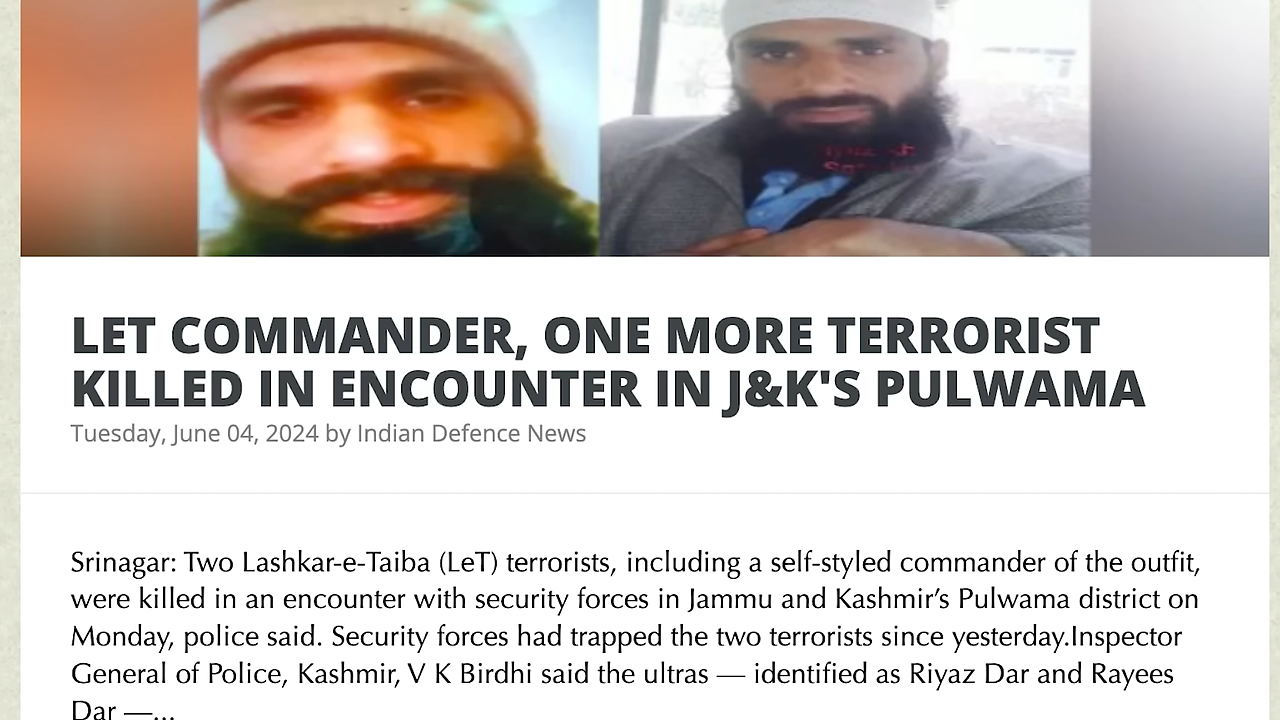 LET COMMANDER, ONE MORE TERRORIST
KILLED IN ENCOUNTER IN J&K'S PULWAMA
Tuesday, June 04, 2024 by Indian Defence News
Srinagar: Two Lashkar-e-Taiba (LeT) terrorists, including a self-styled commander of the outfit,
were killed in an encounter with security forces in Jammu and Kashmir’s Pulwama district on
Monday, police said. Security forces had trapped the two terrorists since yesterday.Inspector
General of Police, Kashmir, V K Birdhi said the ultras — identified as Riyaz Dar and Rayees
Dar —...